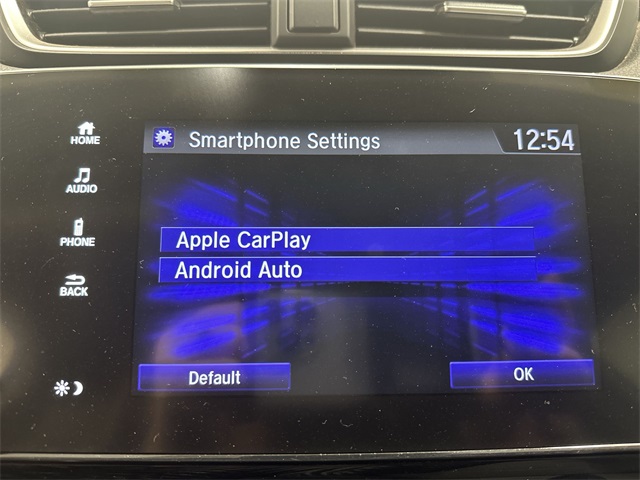 Smartphone Settings
12:54
HOME
AUDIO
PHONE
BACK
Apple CarPlay
Android Auto
Default
OK